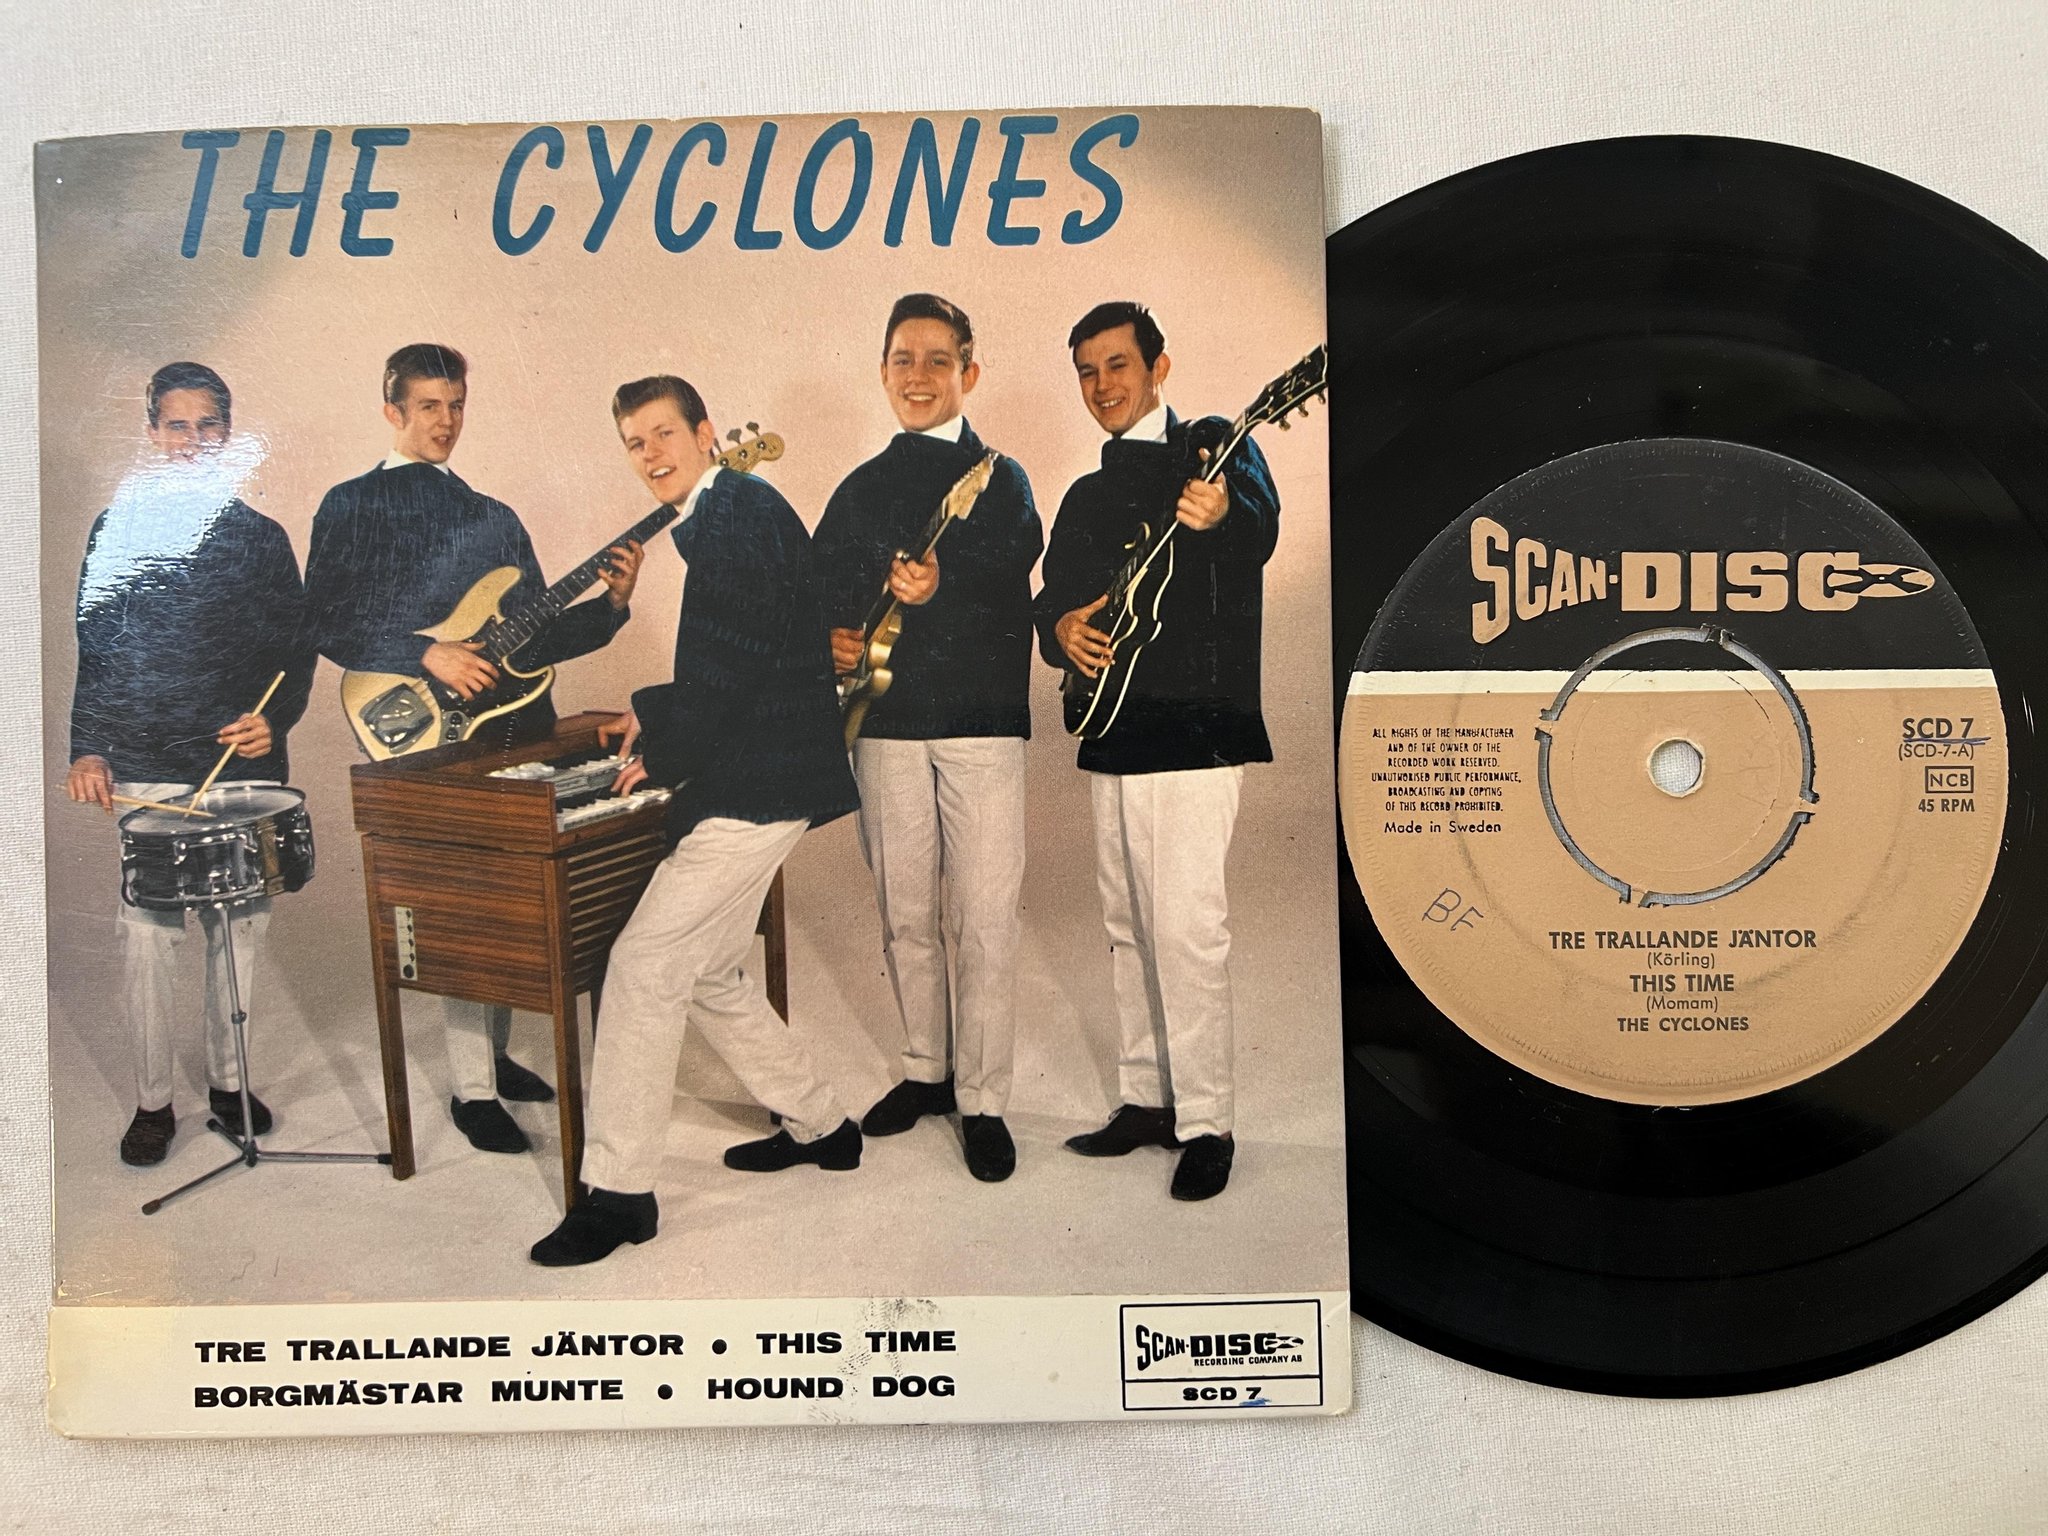 THE CYCLONES
TRE TRALLANDE JÄNTOR • THIS TIME
BORGMÄSTAR MUNTE • HOUND DOG
SCAN-DISC
RECORDING COMPANY AB
SCD 7
SCAN-DISC
ALL RIGHTS OF THE MANUFACTURER
AND OF THE OWNER OF THE
RECORDED WORK RESERVED.
UNAUTHORISED PUBLIC PERFORMANCE,
BROADCASTING AND COPYING
OF THIS RECORD PROHIBITED.
Made in Sweden
SCD 7
(SCD-7-A)
NCB
45 RPM
BF
TRE TRALLANDE JÄNTOR
(Körling)
THIS TIME
(Momam)
THE CYCLONES